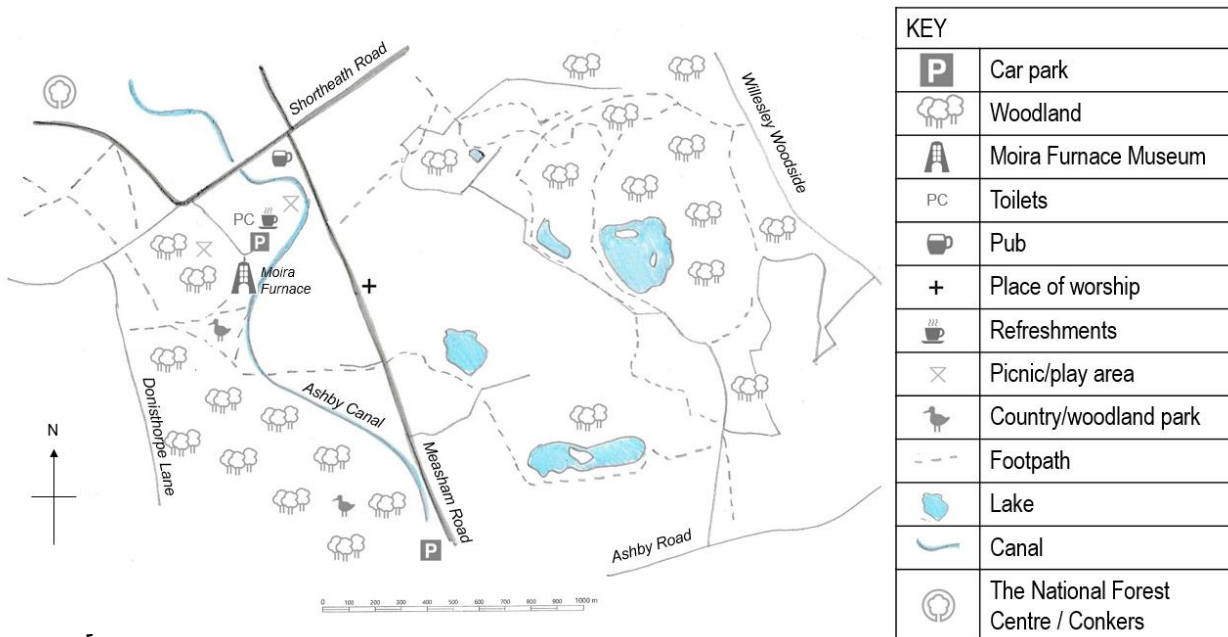 Shortheath Road
Willesley Woodside
PC
P
Moira
Furnace
+
Donisthorpe Lane
Ashby Canal
Measham Road
N
P
Ashby Road
0 100 200 300 400 500 600 700 800 900 1000 m
KEY
P Car park
Woodland
Moira Furnace Museum
PC Toilets
Pub
+ Place of worship
Refreshments
Picnic/play area
Country/woodland park
Footpath
Lake
Canal
The National Forest
Centre / Conkers